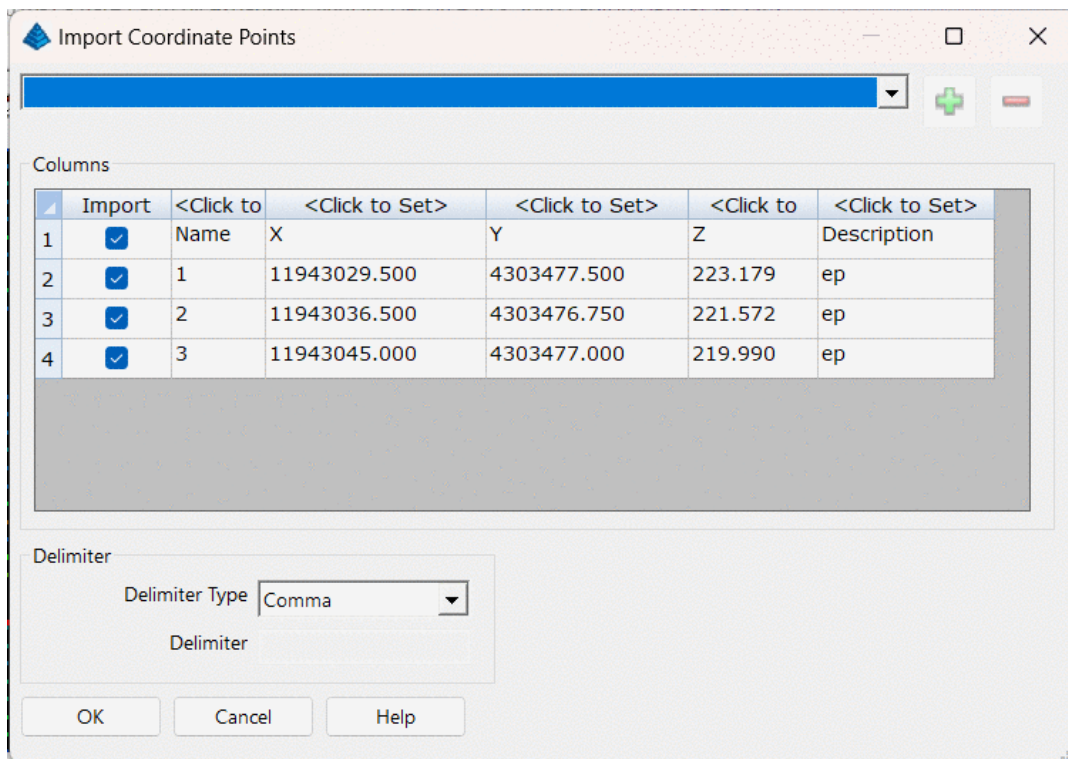 Import Coordinate Points
Columns
Import <Click to <Click to Set> <Click to Set> <Click to <Click to Set>
1 Name X Y Z Description
2 1 11943029.500 4303477.500 223.179 ep
3 2 11943036.500 4303476.750 221.572 ep
4 3 11943045.000 4303477.000 219.990 ep
Delimiter
Delimiter Type Comma
Delimiter
OK Cancel Help